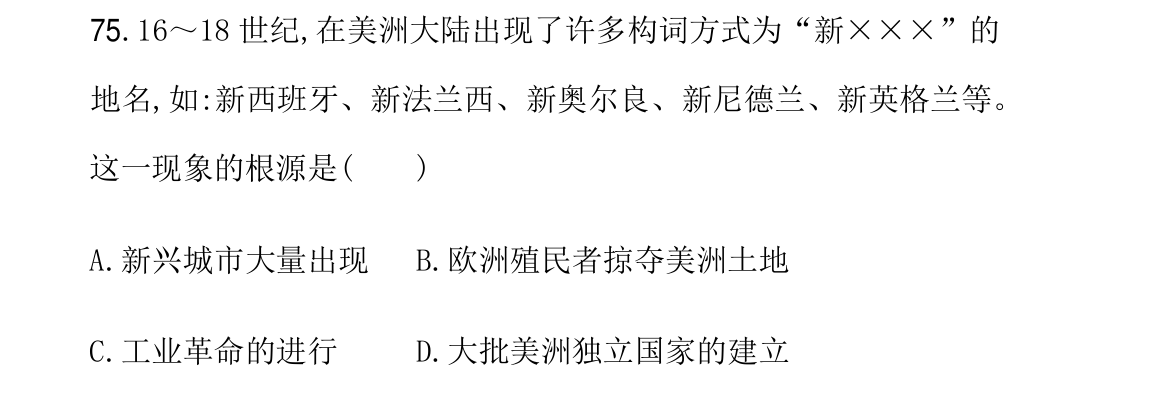 75.16～18世纪,在美洲大陆出现了许多构词方式为“新×××”的
地名,如:新西班牙、新法兰西、新奥尔良、新尼德兰、新英格兰等。
这一现象的根源是(　　)
A.新兴城市大量出现　B.欧洲殖民者掠夺美洲土地
C.工业革命的进行　D.大批美洲独立国家的建立